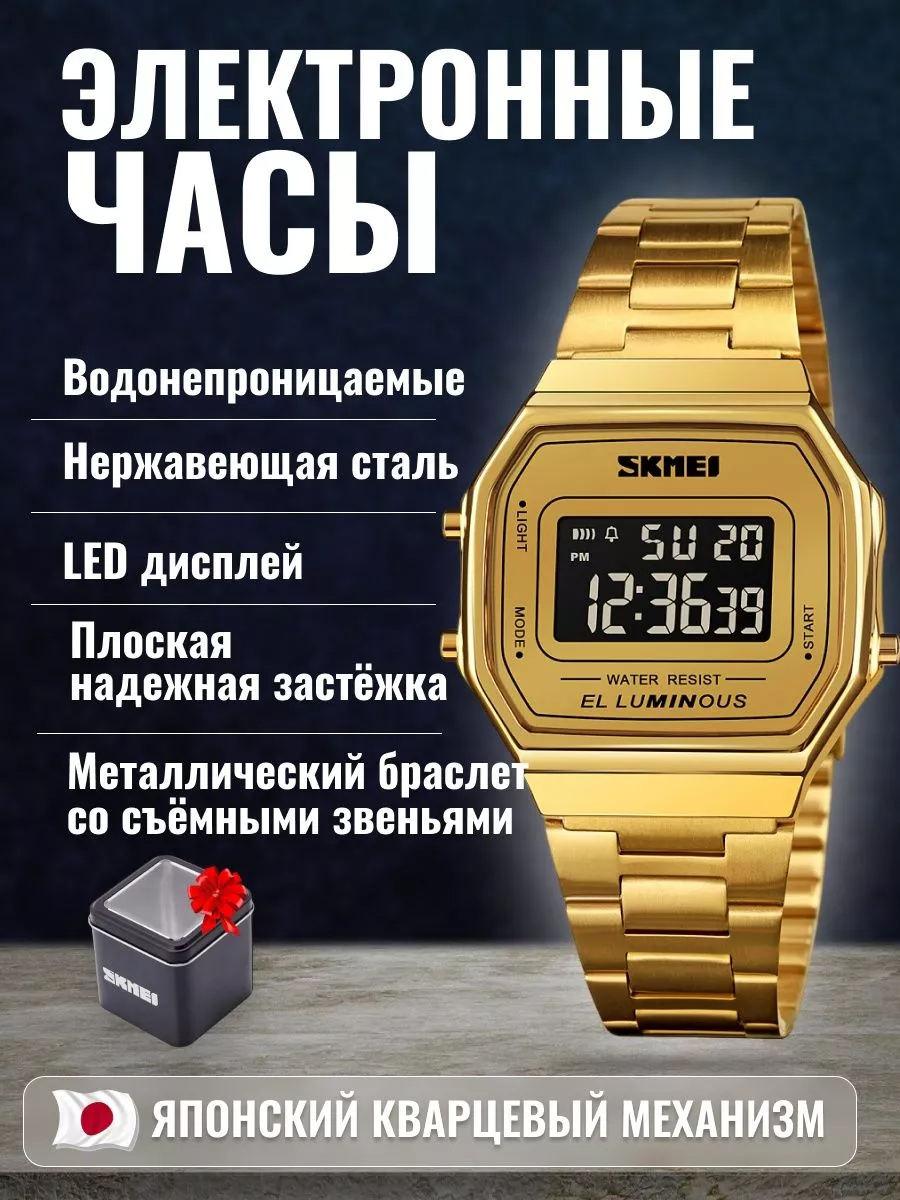 ЭЛЕКТРОННЫЕ
ЧАСЫ
Водонепроницаемые
Нержавеющая сталь
LED дисплей
Плоская
надежная застёжка
Металлический браслет
со съёмными звеньями
SKMEI
LIGHT
MODE
START
PM
SU 20
12:36 39
WATER RESIST
EL LUMINOUS
SKMEI
ЯПОНСКИЙ КВАРЦЕВЫЙ МЕХАНИЗМ